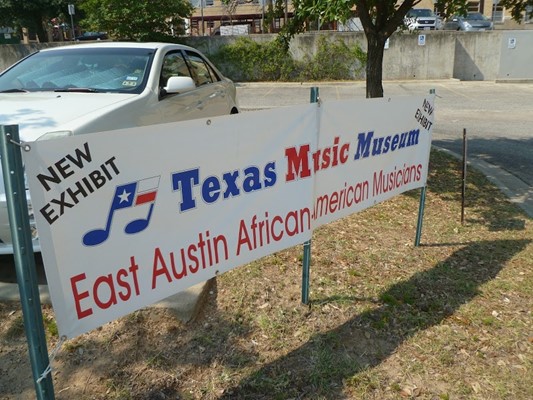 NEW
EXHIBIT
Texas Music Museum
NEW
EXHIBIT
East Austin African-American Musicians